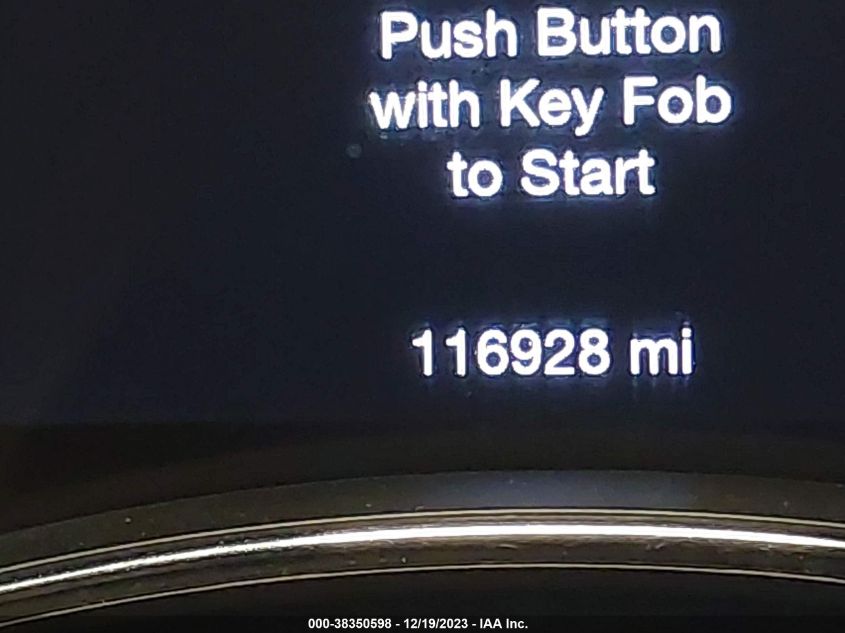 Push Button
with Key Fob
to Start
116928 mi
000-38350598 - 12/19/2023 - IAA Inc.